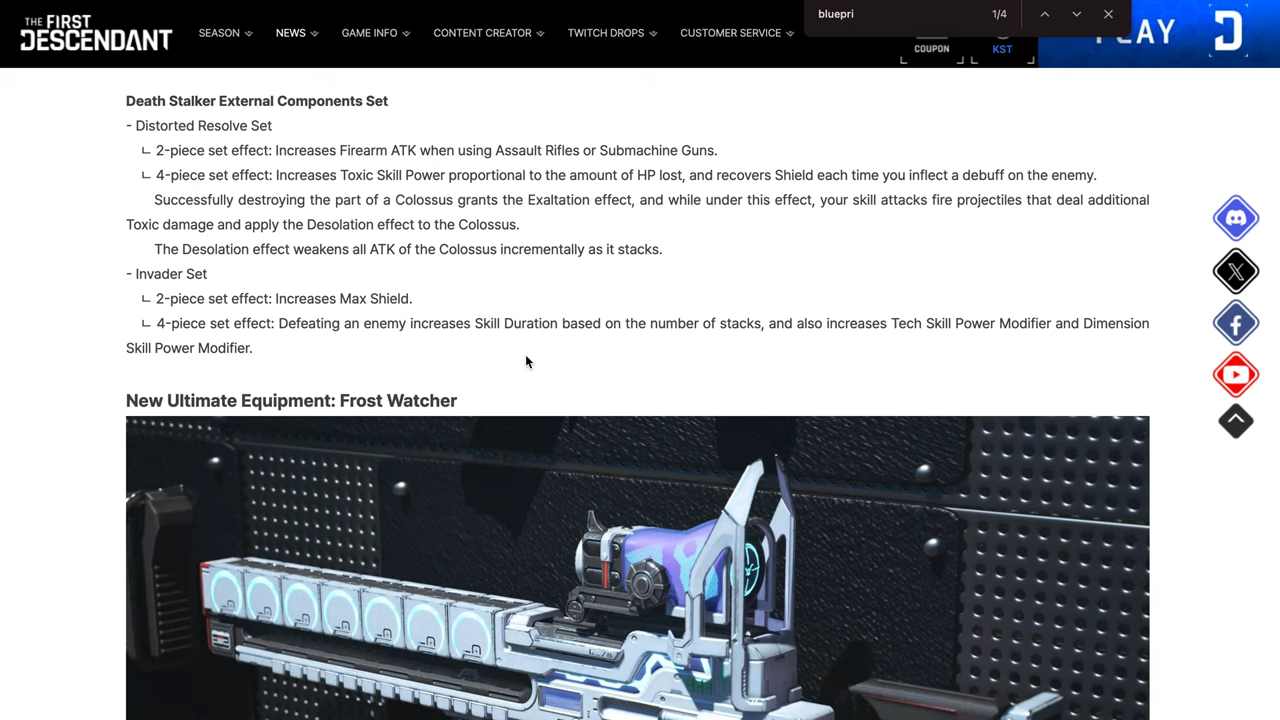 THE FIRST
DESCENDANT
SEASON
NEWS
GAME INFO
CONTENT CREATOR
TWITCH DROPS
CUSTOMER SERVICE
bluepri
1/4
COUPON
KST
Death Stalker External Components Set
- Distorted Resolve Set
ㄴ 2-piece set effect: Increases Firearm ATK when using Assault Rifles or Submachine Guns.
ㄴ 4-piece set effect: Increases Toxic Skill Power proportional to the amount of HP lost, and recovers Shield each time you inflect a debuff on the enemy.
Successfully destroying the part of a Colossus grants the Exaltation effect, and while under this effect, your skill attacks fire projectiles that deal additional
Toxic damage and apply the Desolation effect to the Colossus.
The Desolation effect weakens all ATK of the Colossus incrementally as it stacks.
- Invader Set
ㄴ 2-piece set effect: Increases Max Shield.
ㄴ 4-piece set effect: Defeating an enemy increases Skill Duration based on the number of stacks, and also increases Tech Skill Power Modifier and Dimension
Skill Power Modifier.
New Ultimate Equipment: Frost Watcher